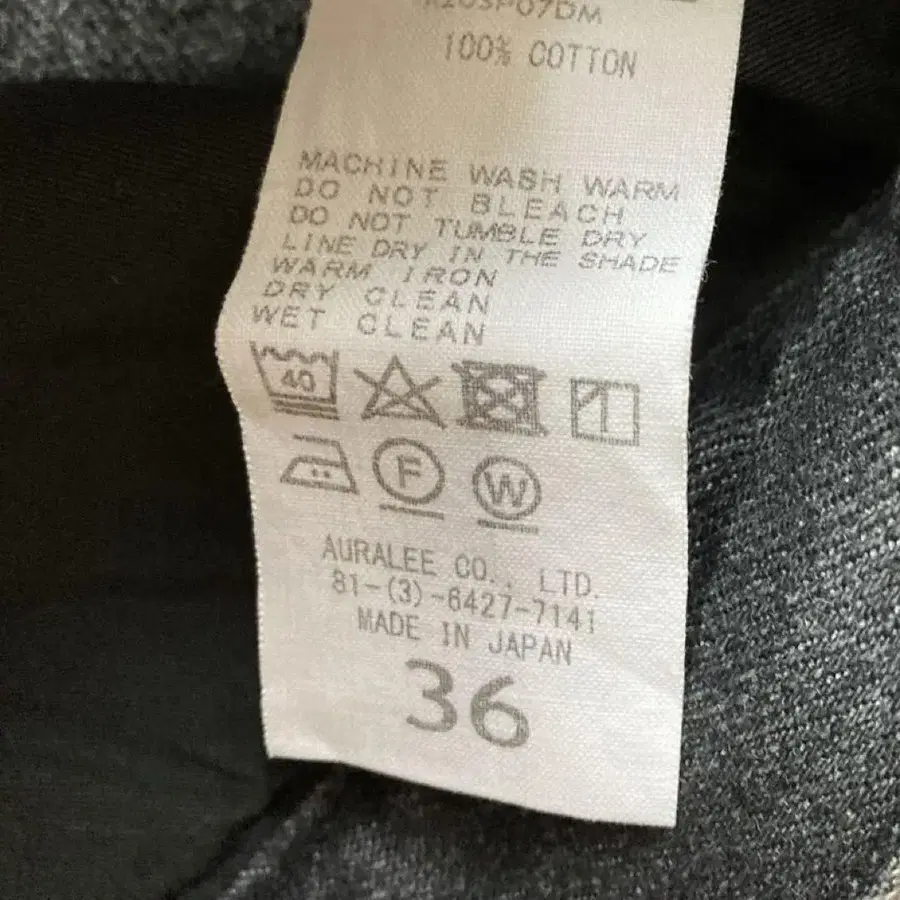 100% COTTON
MACHINE WASH WARM
DO NOT BLEACH
DO NOT TUMBLE DRY
LINE DRY IN THE SHADE
WARM IRON
DRY CLEAN
WET CLEAN
40
F
W
AURALEE CO., LTD.
81-(3)-6427-7141
MADE IN JAPAN
36